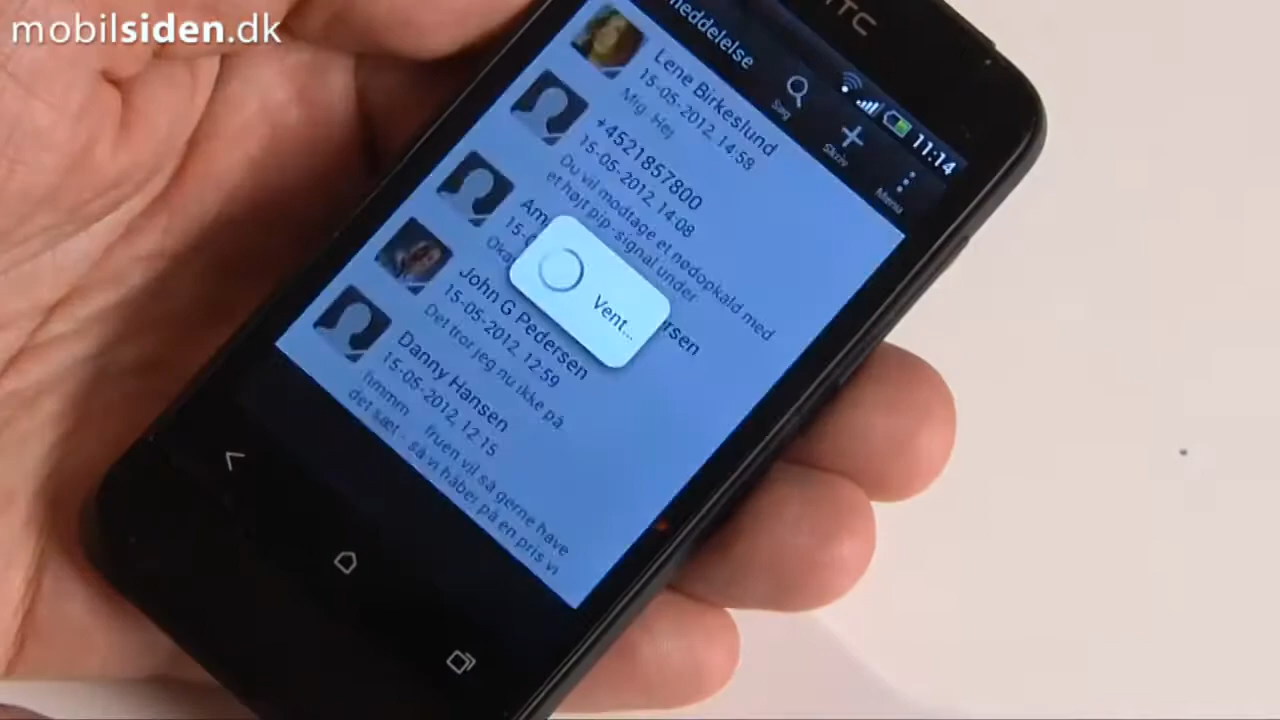 mobilsiden.dk
HTC
11:14
meddelelse
Søg
Skriv
Menu
Lene Birkeslund
15-05-2012, 14:58
Mig: Hej
+4521857800
15-05-2012, 14:08
Du vil modtage et nødopkald med
et højt pip-signal under
Vent...
John G Pedersen
15-05-2012, 12:59
Det tror jeg nu ikke på.
Danny Hansen
15-05-2012, 12:15
hmmm fruen vil så gerne have
det sæt - så vi håber på en pris vi